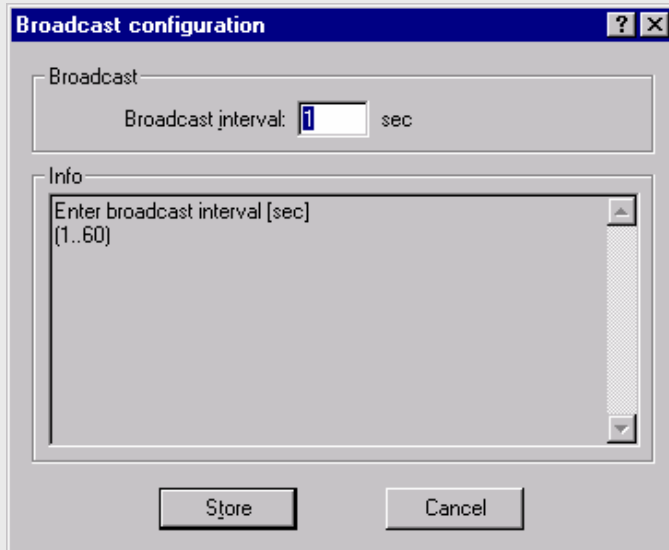 Broadcast configuration
Broadcast
Broadcast interval: 1 sec
Info
Enter broadcast interval [sec]
(1..60)
Store
Cancel